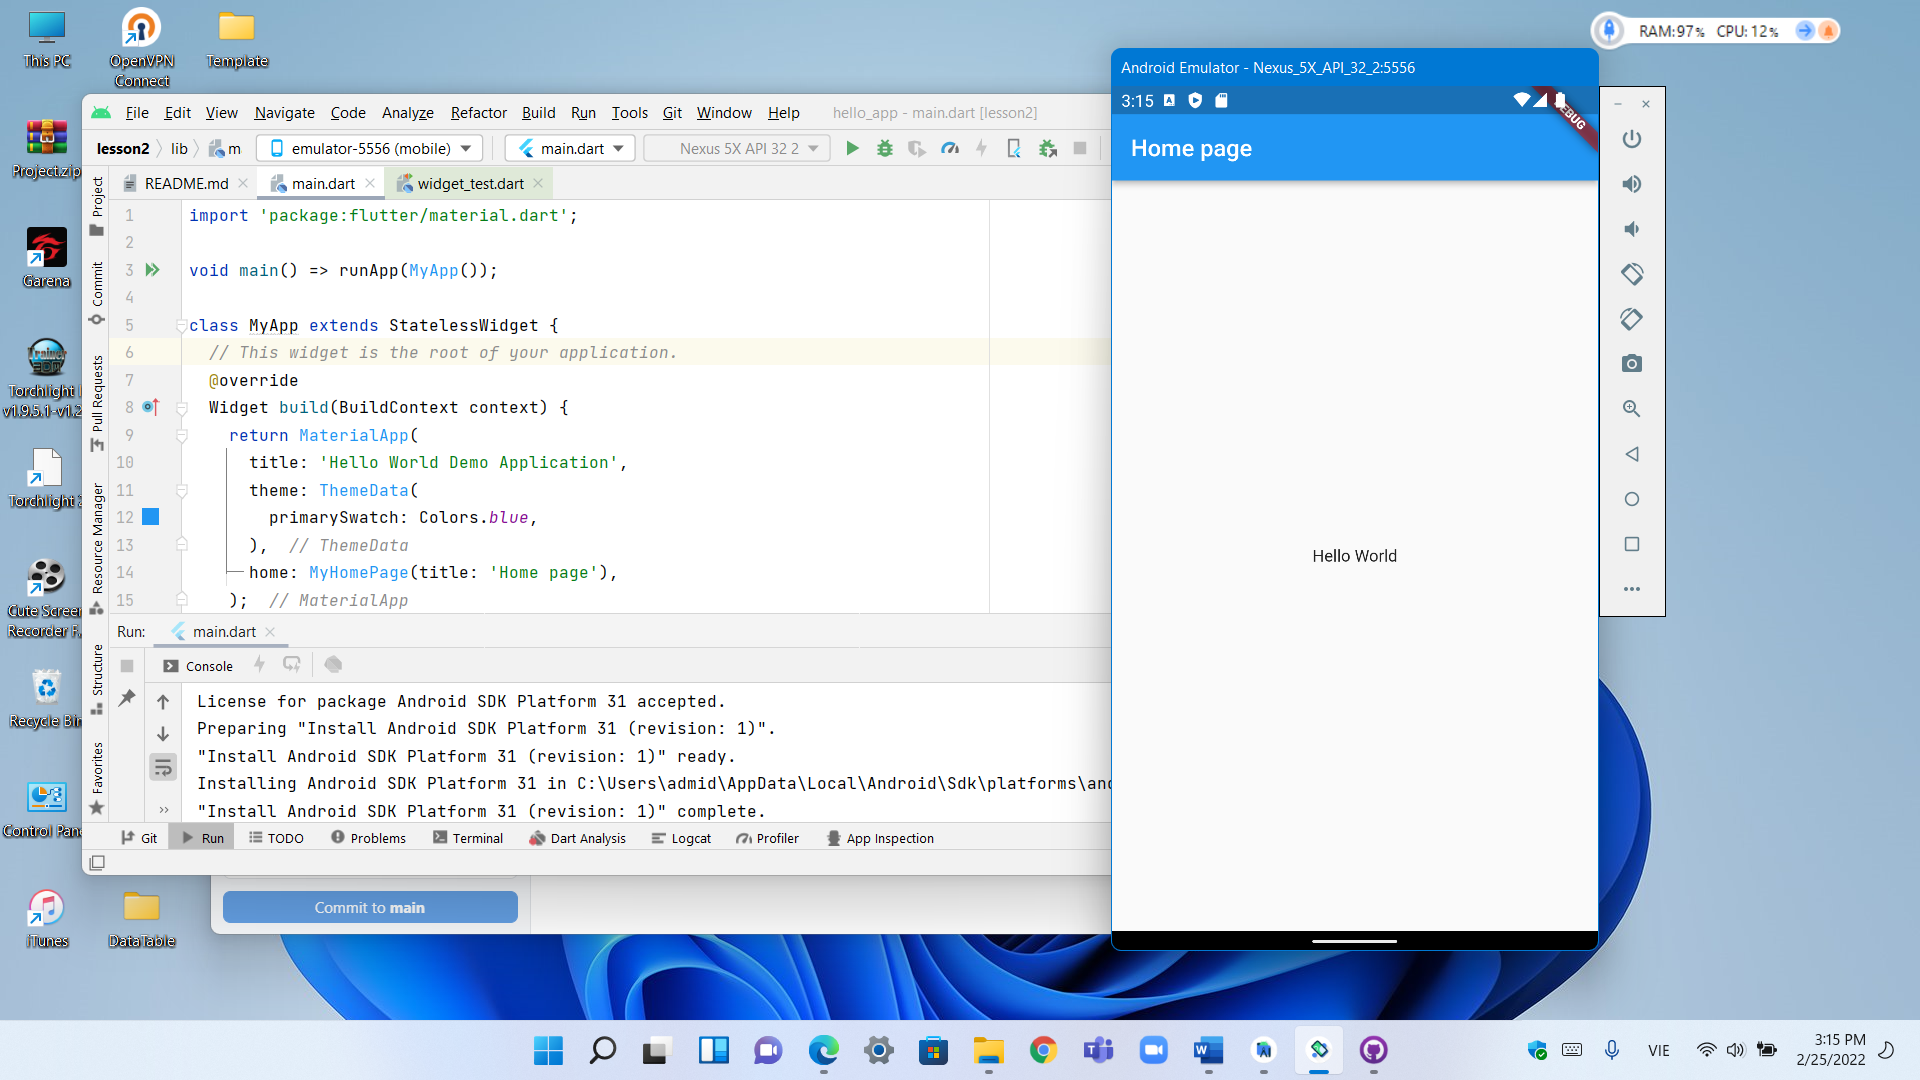 This PC
OpenVPN
Connect
Template
Project.zip
Garena
Torchlight
v1.9.5.1-v1.2
Torchlight 2
Cute Screen
Recorder F
Recycle Bin
Control Pan
iTunes
DataTable
RAM:97% CPU: 12%
File Edit View Navigate Code Analyze Refactor Build Run Tools Git Window Help hello_app - main.dart [lesson2]
lesson2 lib m emulator-5556 (mobile) main.dart Nexus 5X API 32 2
README.md main.dart widget_test.dart
Project
Commit
Pull Requests
Resource Manager
Structure
Favorites
1 import 'package:flutter/material.dart';
2
3 void main() => runApp(MyApp());
4
5 class MyApp extends StatelessWidget {
6 // This widget is the root of your application.
7 @override
8 Widget build(BuildContext context) {
9 return MaterialApp(
10 title: 'Hello World Demo Application',
11 theme: ThemeData(
12 primarySwatch: Colors.blue,
13 ), // ThemeData
14 home: MyHomePage(title: 'Home page'),
15 ); // MaterialApp
Run: main.dart
Console
License for package Android SDK Platform 31 accepted.
Preparing "Install Android SDK Platform 31 (revision: 1)".
"Install Android SDK Platform 31 (revision: 1)" ready.
Installing Android SDK Platform 31 in C:\Users\admid\AppData\Local\Android\Sdk\platforms\and
"Install Android SDK Platform 31 (revision: 1)" complete.
Git Run TODO Problems Terminal Dart Analysis Logcat Profiler App Inspection
Commit to main
Android Emulator - Nexus_5X_API_32_2:5556
3:15
Home page
Hello World
VIE
3:15 PM
2/25/2022